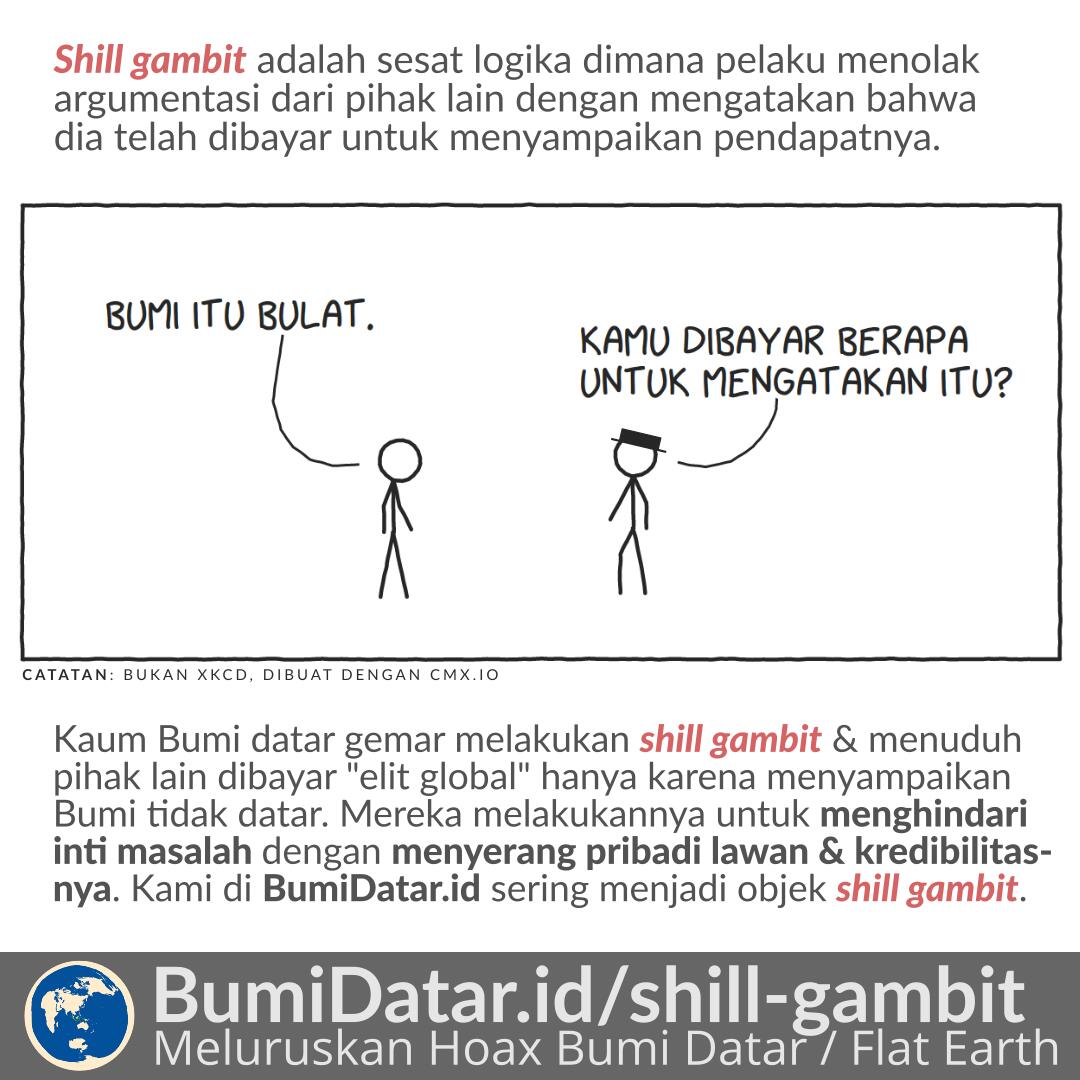 Shill gambit adalah sesat logika dimana pelaku menolak
argumentasi dari pihak lain dengan mengatakan bahwa
dia telah dibayar untuk menyampaikan pendapatnya.
BUMI ITU BULAT.
KAMU DIBAYAR BERAPA
UNTUK MENGATAKAN ITU?
CATATAN: BUKAN XKCD, DIBUAT DENGAN CMX.IO
Kaum Bumi datar gemar melakukan shill gambit & menuduh
pihak lain dibayar "elit global" hanya karena menyampaikan
Bumi tidak datar. Mereka melakukannya untuk menghindari
inti masalah dengan menyerang pribadi lawan & kredibilitas-
nya. Kami di BumiDatar.id sering menjadi objek shill gambit.
BumiDatar.id/shill-gambit
Meluruskan Hoax Bumi Datar / Flat Earth